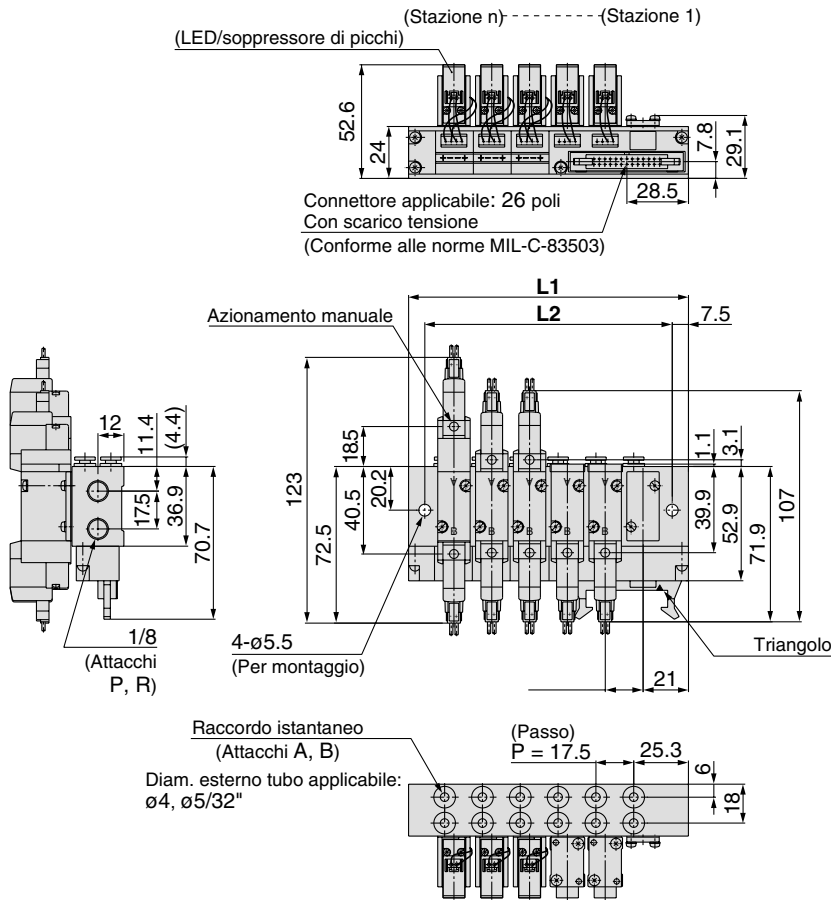 (Stazione n)
(Stazione 1)
(LED/soppressore di picchi)
52.6
24
7.8
29.1
28.5
Connettore applicabile: 26 poli
Con scarico tensione
(Conforme alle norme MIL-C-83503)
L1
L2
7.5
Azionamento manuale
12
11.4
(4.4)
17.5
36.9
70.7
1/8
(Attacchi
P, R)
123
72.5
40.5
18.5
20.2
V
V
V
V
V
B
B
B
B
B
1.1
3.1
39.9
52.9
71.9
107
4-ø5.5
(Per montaggio)
Triangolo
21
Raccordo istantaneo
(Attacchi A, B)
Diam. esterno tubo applicabile:
ø4, ø5/32"
(Passo)
P = 17.5
25.3
6
18